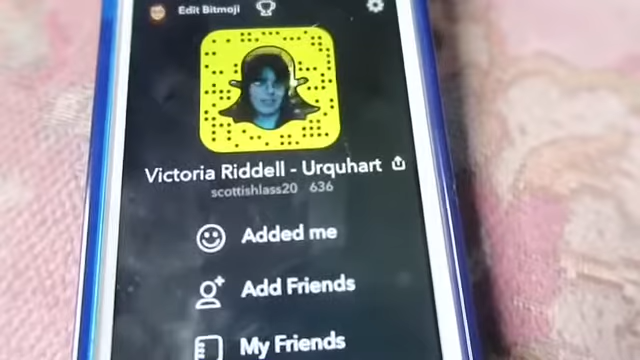 Edit Bitmoji
Victoria Riddell - Urquhart
scottishlass20 636
Added me
Add Friends
My Friends